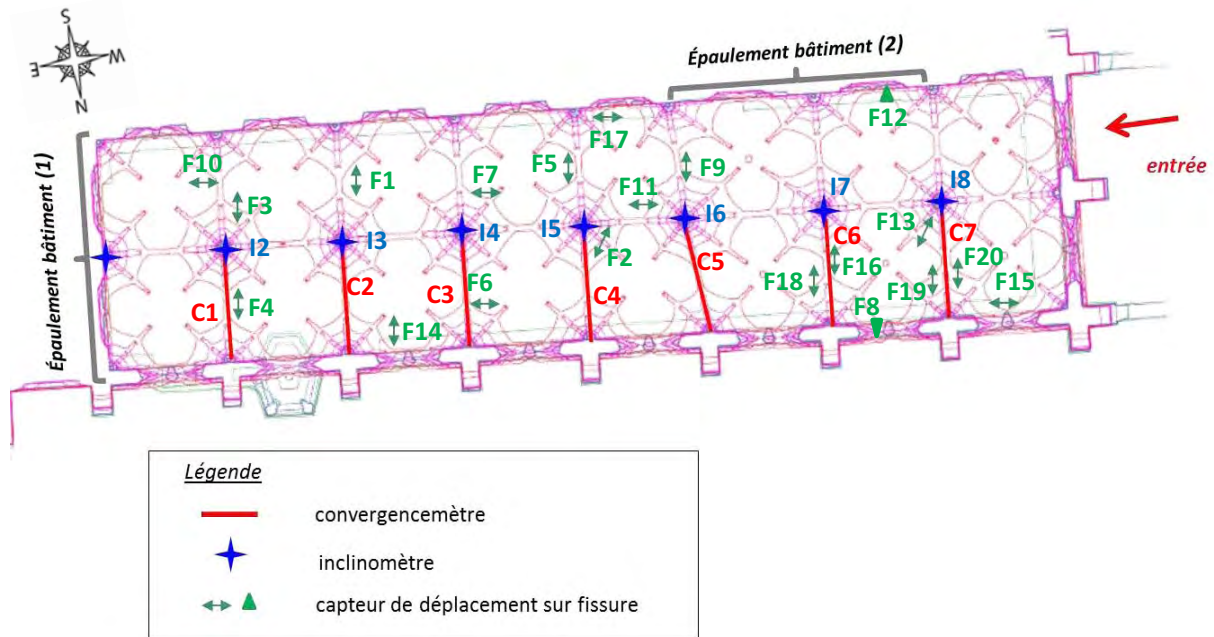 S
W
E
N
Épaulement bâtiment (2)
Épaulement bâtiment (1)
entrée
F12
F17
F10
F1
F5
F9
F3
F7
F11
I7
I8
I2
I3
I4
I5
I6
F13
F2
C1
C2
C3
C4
C5
C6
C7
F4
F6
F18
F16
F19
F20
F15
F14
F8
Légende
convergencemètre
inclinomètre
capteur de déplacement sur fissure